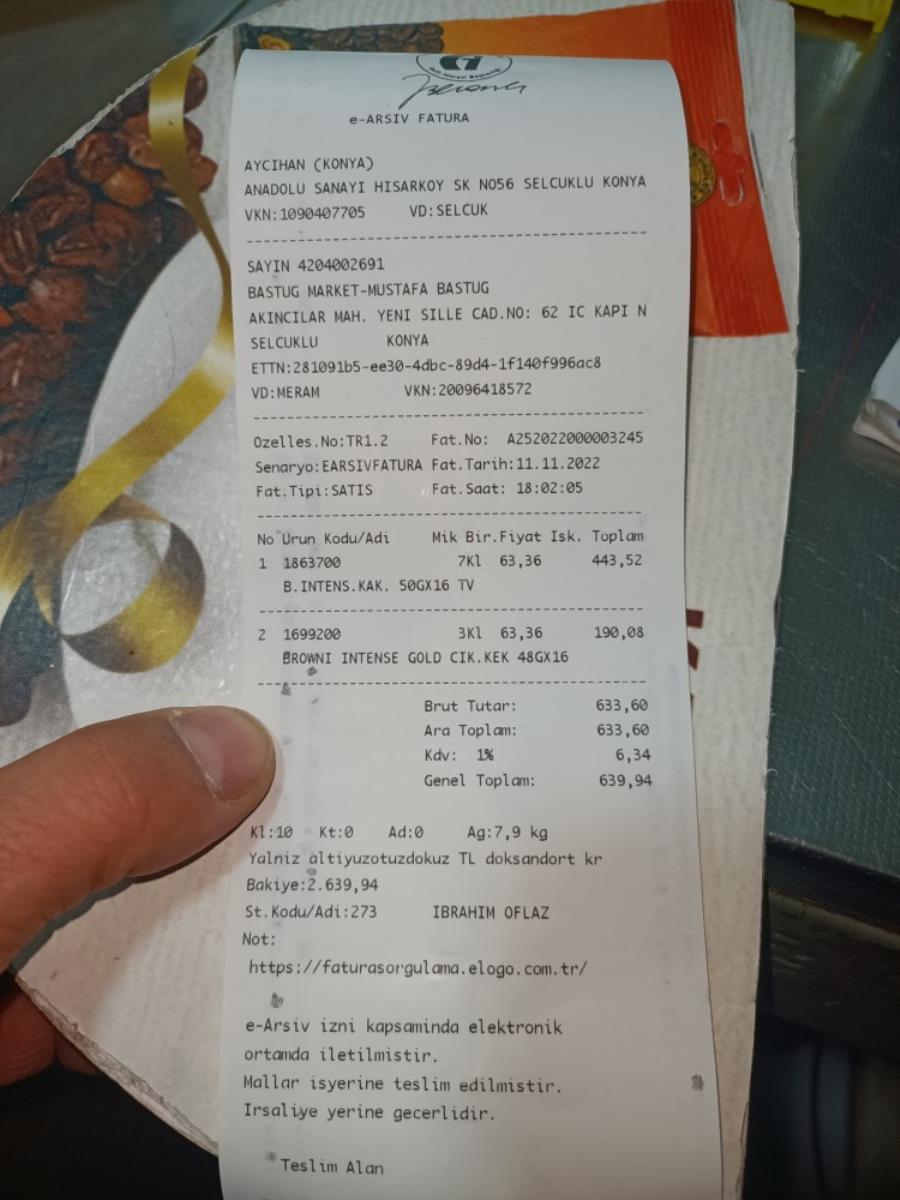 e-ARSIV FATURA
AYCIHAN (KONYA)
ANADOLU SANAYI HISARKOY SK NO56 SELCUKLU KONYA
VKN:1090407705 VD:SELCUK
SAYIN 4204002691
BASTUG MARKET-MUSTAFA BASTUG
AKINCILAR MAH. YENI SILLE CAD.NO: 62 IC KAPI N
SELCUKLU KONYA
ETTN:281091b5-ee30-4dbc-89d4-1f140f996ac8
VD:MERAM VKN:20096418572
Ozelles.No:TR1.2 Fat.No: A252022000003245
Senaryo:EARSIVFATURA Fat.Tarih:11.11.2022
Fat.Tipi:SATIS Fat.Saat: 18:02:05
No Urun Kodu/Adi Mik Bir.Fiyat Isk. Toplam
1 1863700 7Kl 63,36 443,52
B.INTENS.KAK. 50GX16 TV
2 1699200 3Kl 63,36 190,08
BROWNI INTENSE GOLD CIK.KEK 48GX16
Brut Tutar: 633,60
Ara Toplam: 633,60
Kdv: 1% 6,34
Genel Toplam: 639,94
Kl:10 Kt:0 Ad:0 Ag:7,9 kg
Yalniz altiyuzotuzdokuz TL doksandort kr
Bakiye:2.639,94
St.Kodu/Adi:273 IBRAHIM OFLAZ
Not:
https://faturasorgulama.elogo.com.tr/
e-Arsiv izni kapsaminda elektronik
ortamda iletilmistir.
Mallar isyerine teslim edilmistir.
Irsaliye yerine gecerlidir.
Teslim Alan